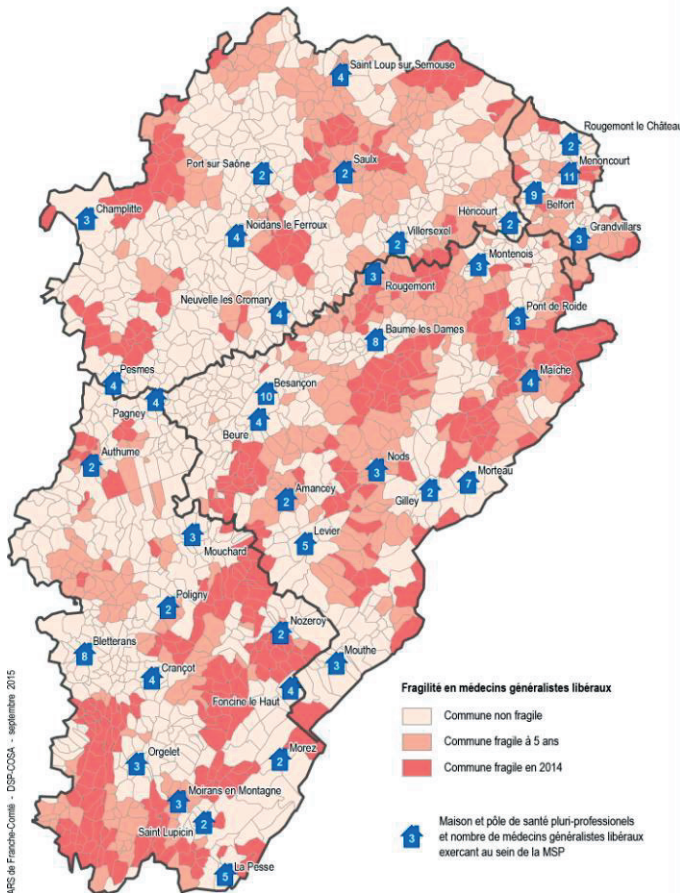 Saint Loup sur Semouse
4
Rougemont le Château
2
Port sur Saône
2
Saulx
2
Menoncourt
11
9
Belfort
Champlitte
3
Noidans le Ferroux
4
Villersexel
2
Héricourt
2
Grandvillars
3
Montenois
3
3
Rougemont
Neuvelle les Cromary
4
Pont de Roide
3
Baume les Dames
8
Pesmes
4
Besançon
10
Maiche
4
Pagney
4
Beure
4
Authume
2
Nods
3
Morteau
7
Gilley
2
Amancey
2
Levier
5
3
Mouchard
Poligny
2
Nozeroy
2
Bletterans
8
Mouthe
3
Crançot
4
Foncine le Haut
4
Orgelet
3
Morez
2
Moirans en Montagne
3
Saint Lupicin
2
La Pesse
5
Fragilité en médecins généralistes libéraux
Commune non fragile
Commune fragile à 5 ans
Commune fragile en 2014
3
Maison et pôle de santé pluri-professionels
et nombre de médecins généralistes libéraux
exercant au sein de la MSP
ARS de Franche-Comté - DSP-COSA - septembre 2015